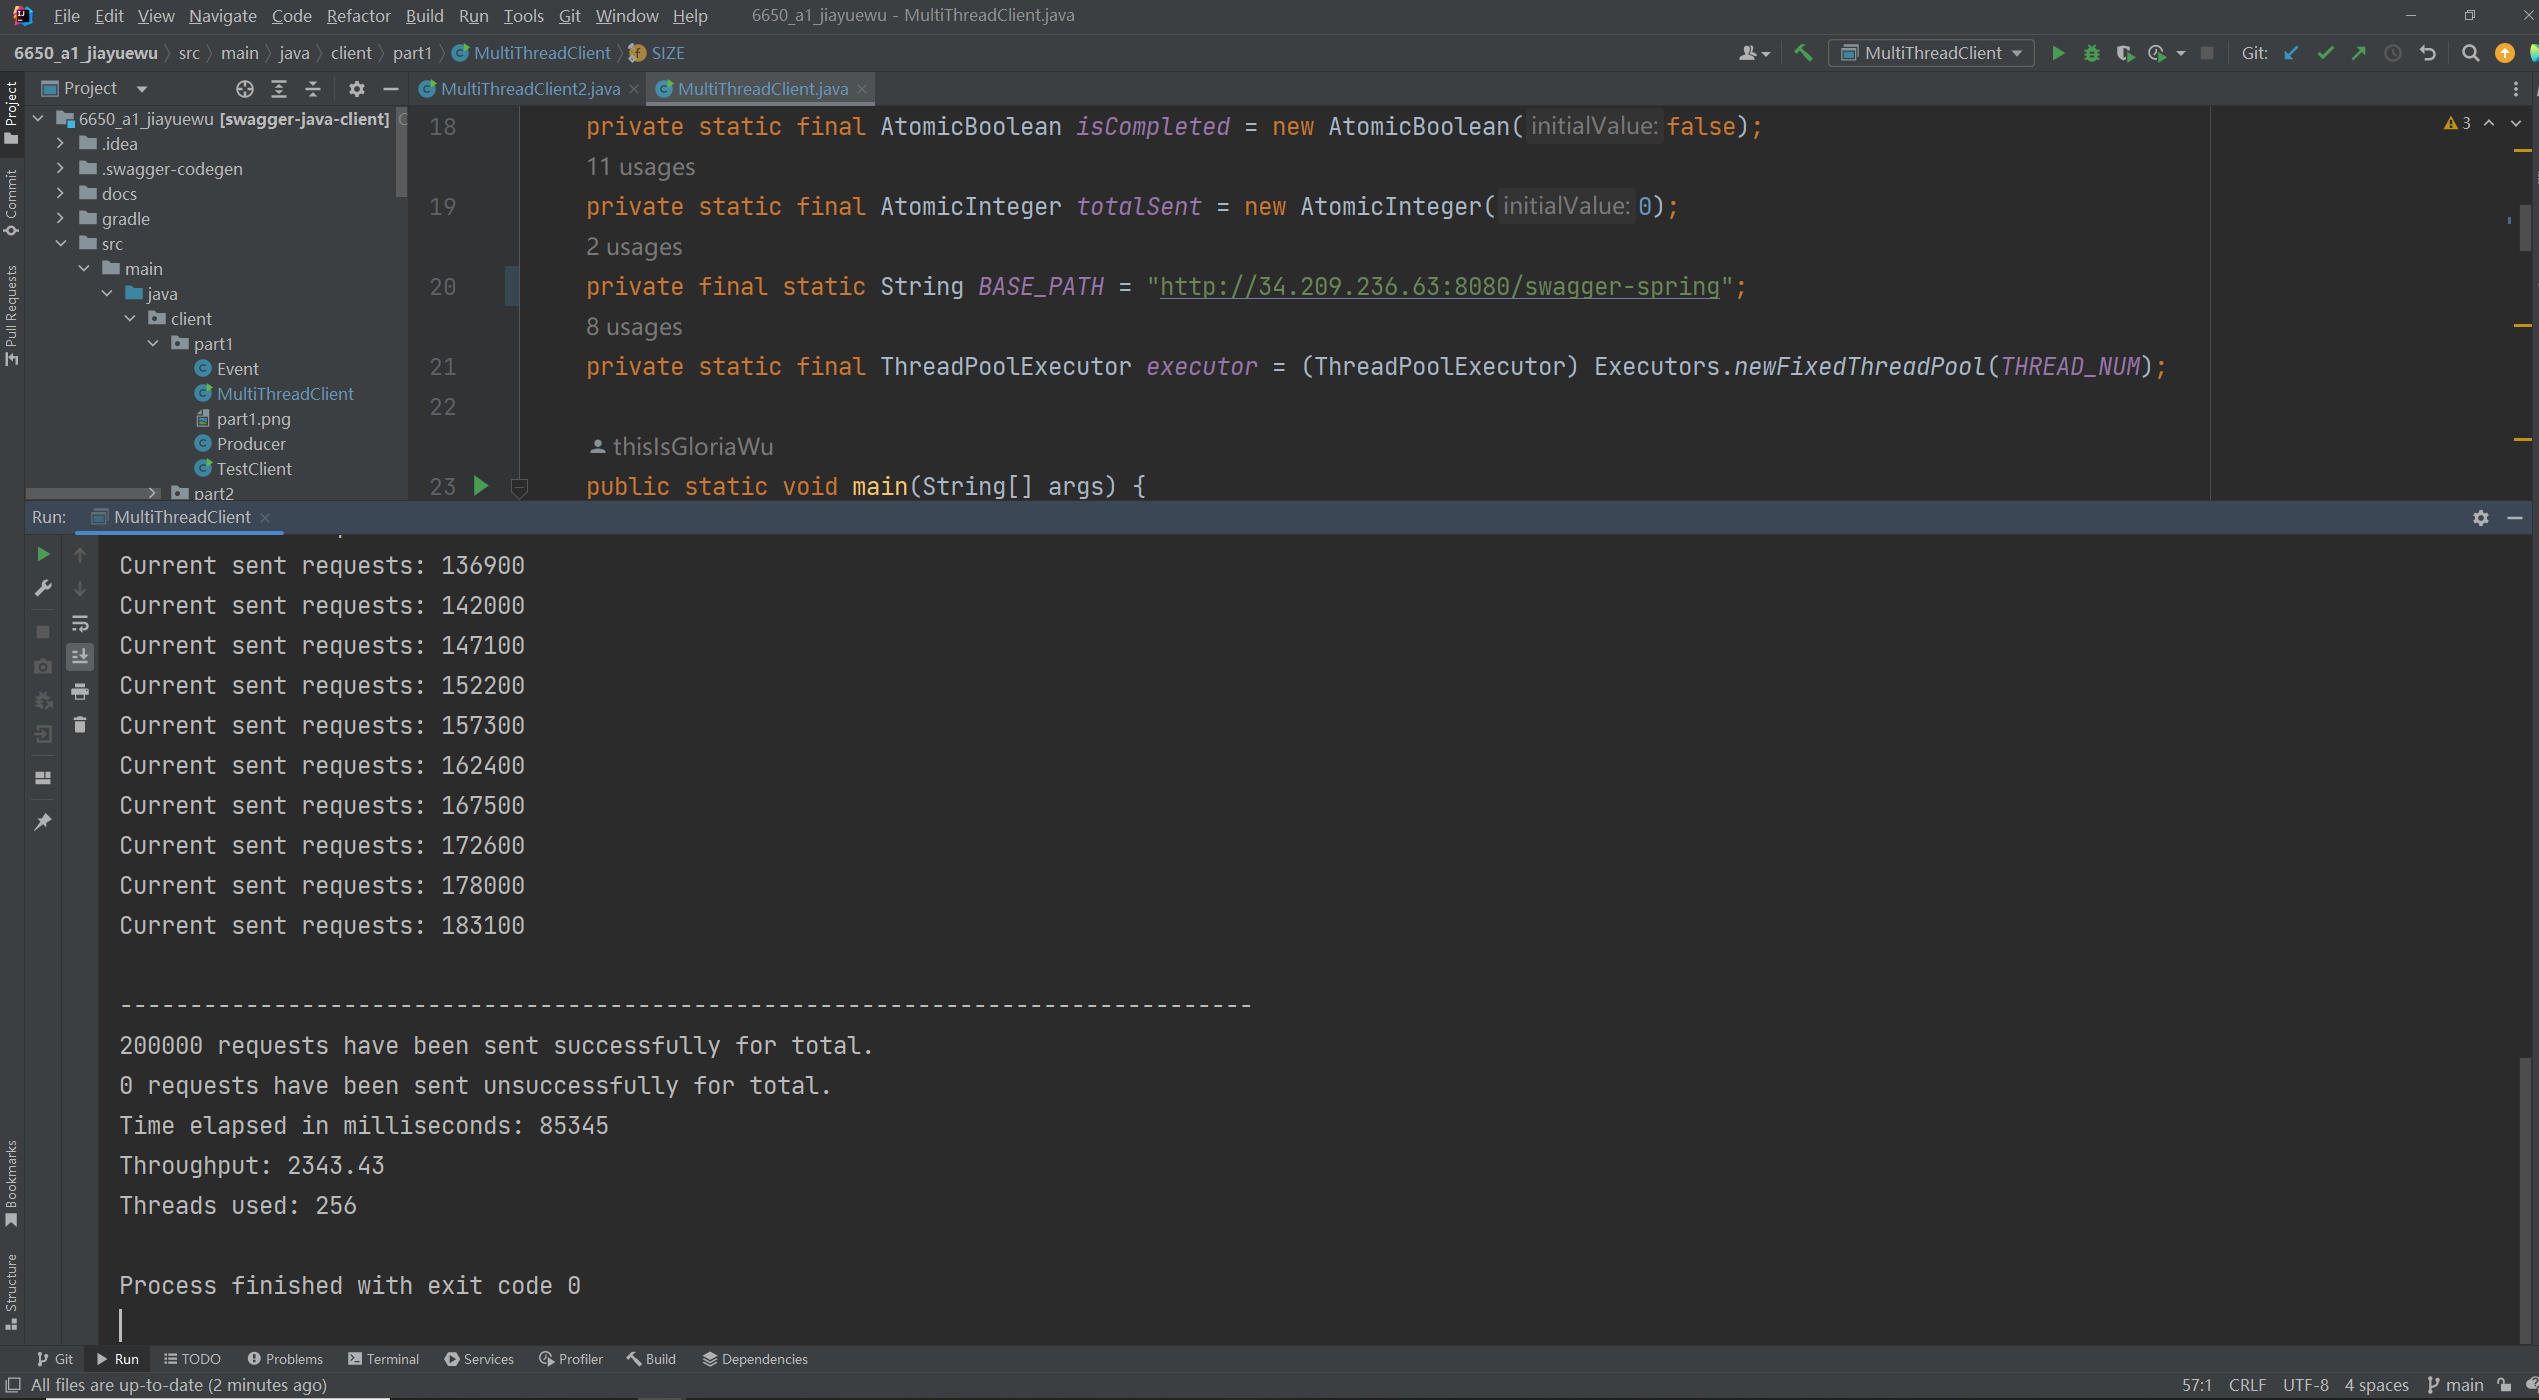 File Edit View Navigate Code Refactor Build Run Tools Git Window Help 6650_a1_jiayuewu - MultiThreadClient.java
6650_a1_jiayuewu src main java client part1 MultiThreadClient SIZE MultiThreadClient Git:
Project MultiThreadClient2.java MultiThreadClient.java
6650_a1_jiayuewu [swagger-java-client]
.idea
.swagger-codegen
docs
gradle
src
main
java
client
part1
Event
MultiThreadClient
part1.png
Producer
TestClient
part2
Project
Commit
Pull Requests
Bookmarks
Structure
3
18 private static final AtomicBoolean isCompleted = new AtomicBoolean( initialValue: false);
11 usages
19 private static final AtomicInteger totalSent = new AtomicInteger( initialValue: 0);
2 usages
20 private final static String BASE_PATH = "http://34.209.236.63:8080/swagger-spring";
8 usages
21 private static final ThreadPoolExecutor executor = (ThreadPoolExecutor) Executors.newFixedThreadPool(THREAD_NUM);
22
thisIsGloriaWu
23 public static void main(String[] args) {
Run: MultiThreadClient
Current sent requests: 136900
Current sent requests: 142000
Current sent requests: 147100
Current sent requests: 152200
Current sent requests: 157300
Current sent requests: 162400
Current sent requests: 167500
Current sent requests: 172600
Current sent requests: 178000
Current sent requests: 183100
---------------------------------------------------------------------------------
200000 requests have been sent successfully for total.
0 requests have been sent unsuccessfully for total.
Time elapsed in milliseconds: 85345
Throughput: 2343.43
Threads used: 256
Process finished with exit code 0
Git Run TODO Problems Terminal Services Profiler Build Dependencies
All files are up-to-date (2 minutes ago) 57:1 CRLF UTF-8 4 spaces main